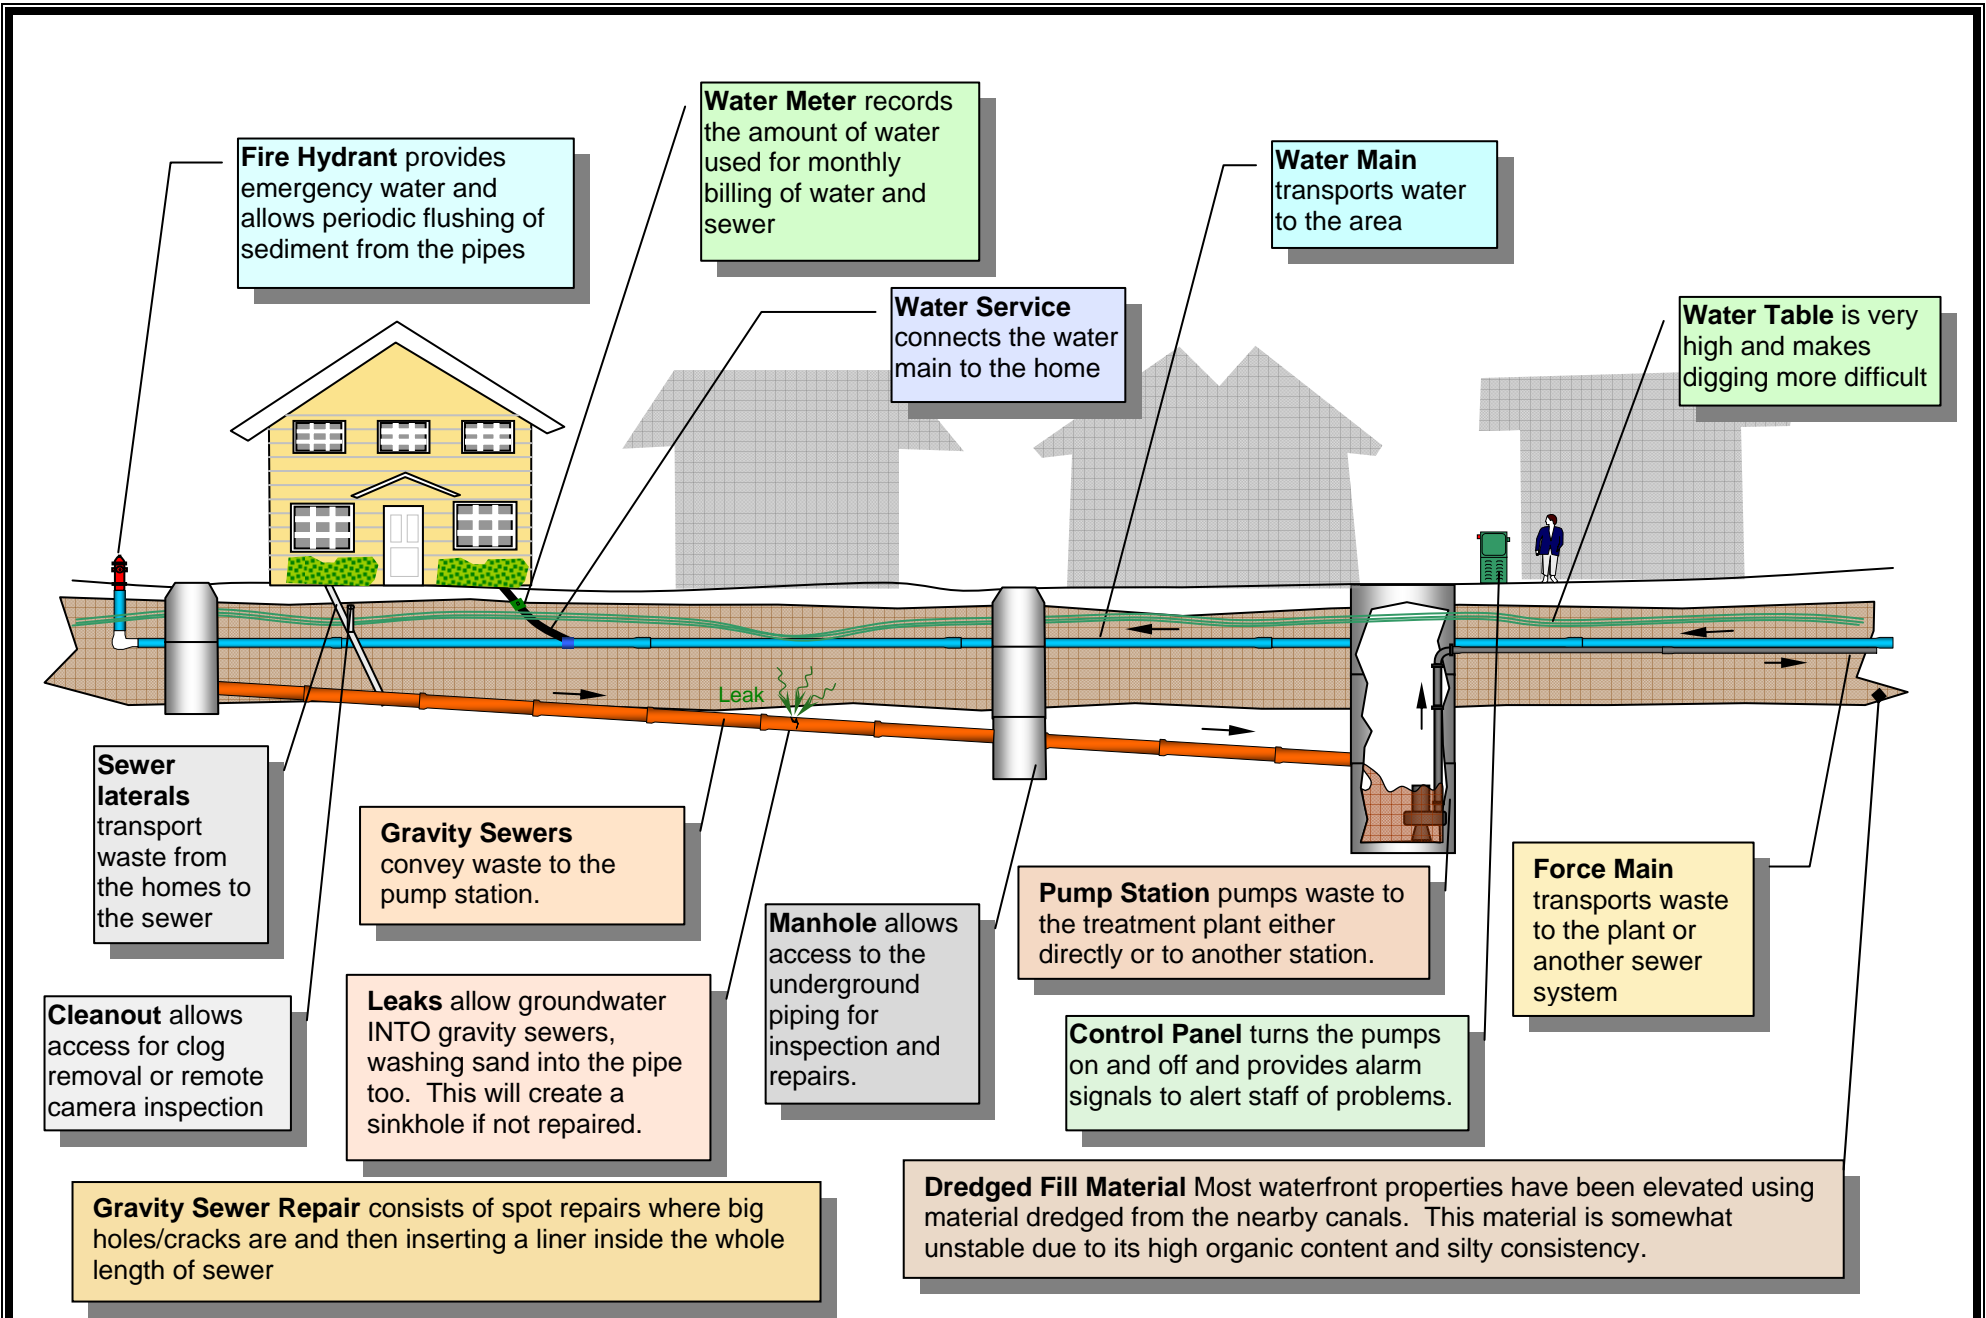 Water Meter records
the amount of water
used for monthly
billing of water and
sewer
Fire Hydrant provides
emergency water and
allows periodic flushing of
sediment from the pipes
Water Main
transports water
to the area
Water Service
connects the water
main to the home
Water Table is very
high and makes
digging more difficult
Leak
Sewer
laterals
transport
waste from
the homes to
the sewer
Gravity Sewers
convey waste to the
pump station.
Manhole allows
access to the
underground
piping for
inspection and
repairs.
Pump Station pumps waste to
the treatment plant either
directly or to another station.
Force Main
transports waste
to the plant or
another sewer
system
Cleanout allows
access for clog
removal or remote
camera inspection
Leaks allow groundwater
INTO gravity sewers,
washing sand into the pipe
too.  This will create a
sinkhole if not repaired.
Control Panel turns the pumps
on and off and provides alarm
signals to alert staff of problems.
Gravity Sewer Repair consists of spot repairs where big
holes/cracks are and then inserting a liner inside the whole
length of sewer
Dredged Fill Material Most waterfront properties have been elevated using
material dredged from the nearby canals.  This material is somewhat
unstable due to its high organic content and silty consistency.